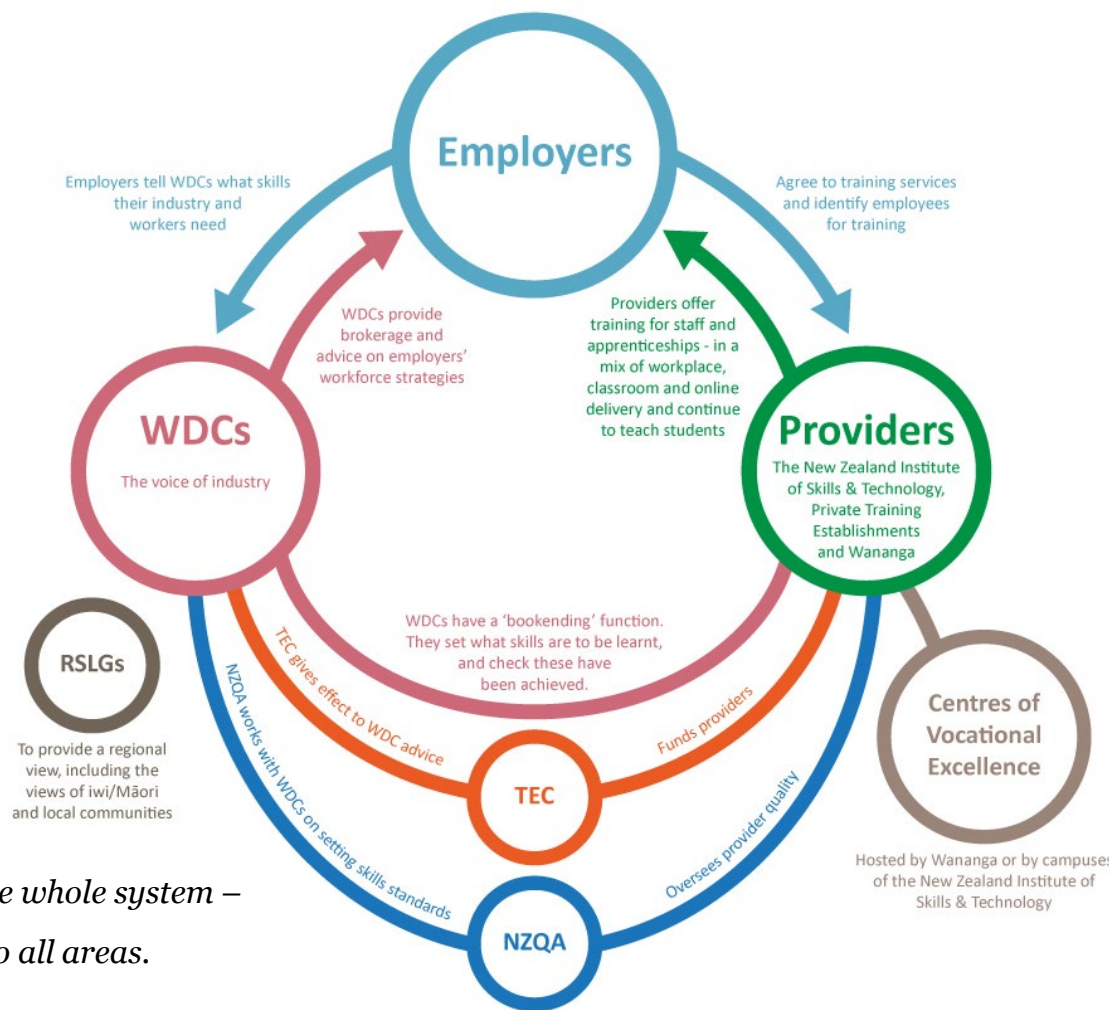 Employers
Employers tell WDCs what skills
their industry and
workers need
Agree to training services
and identify employees
for training
WDCs provide
brokerage and
advice on employers'
workforce strategies
Providers offer
training for staff and
apprenticeships - in a
mix of workplace,
classroom and online
delivery and continue
to teach students
WDCs
The voice of industry
Providers
The New Zealand Institute
of Skills & Technology,
Private Training
Establishments
and Wananga
WDCs have a ‘bookending’ function.
They set what skills are to be learnt,
and check these have
been achieved.
RSLGs
To provide a regional
view, including the
views of iwi/Māori
and local communities
TEC gives effect to WDC advice
Funds providers
TEC
NZQA works with WDCs on setting skills standards
Oversees provider quality
NZQA
Centres of
Vocational
Excellence
Hosted by Wananga or by campuses
of the New Zealand Institute of
Skills & Technology
whole system –
all areas.